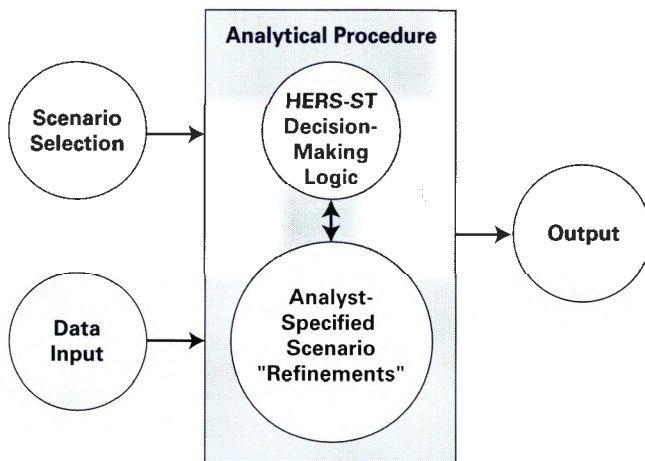 Analytical Procedure
Scenario
Selection
HERS-ST
Decision-
Making
Logic
Output
Data
Input
Analyst-
Specified
Scenario
"Refinements"